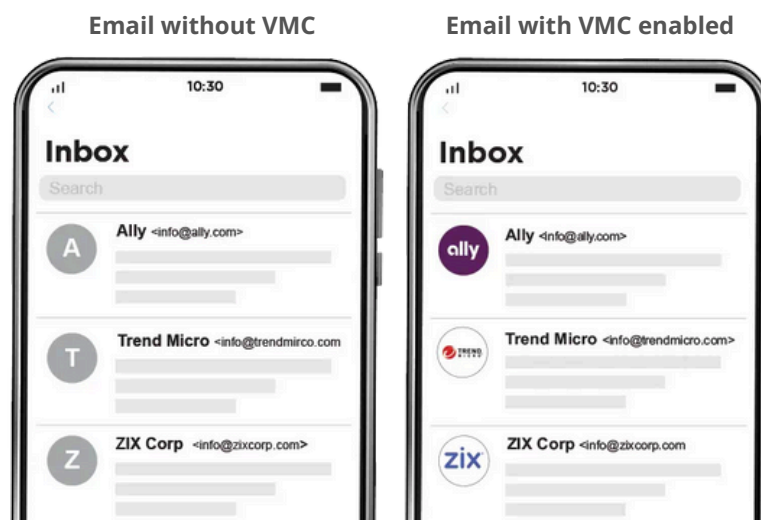 Email without VMC
10:30
Inbox
Search
A
Ally <info@ally.com>
T
Trend Micro <info@trendmirco.com
Z
ZIX Corp <info@zixcorp.com>
Email with VMC enabled
10:30
Inbox
Search
ally
Ally <info@ally.com>
TREND
MICRO
Trend Micro <info@trendmicro.com>
zix
ZIX Corp <info@zixcorp.com